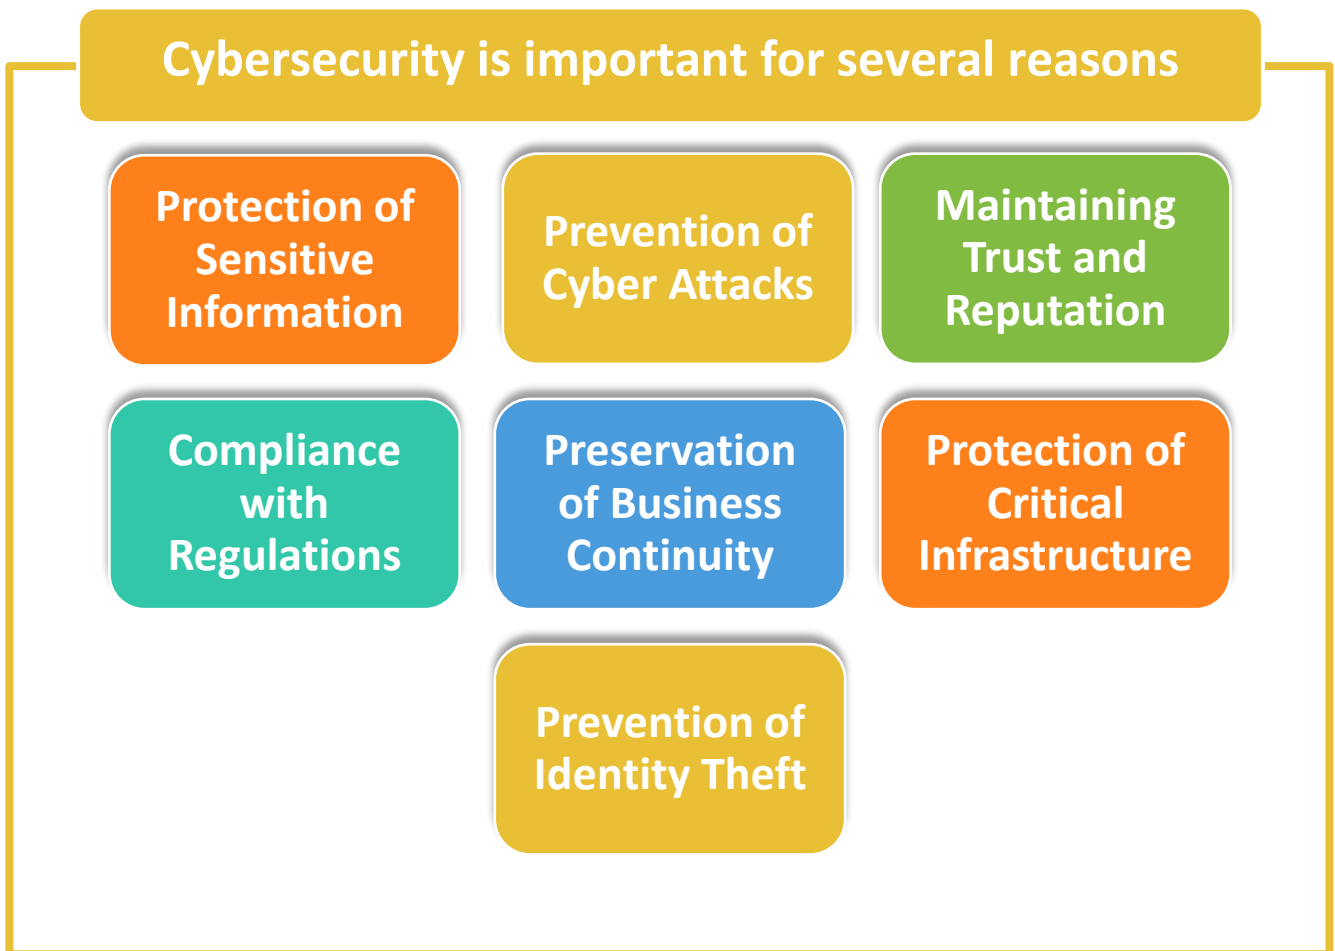 Cybersecurity is important for several reasons
Protection of
Sensitive
Information
Prevention of
Cyber Attacks
Maintaining
Trust and
Reputation
Compliance
with
Regulations
Preservation
of Business
Continuity
Protection of
Critical
Infrastructure
Prevention of
Identity Theft